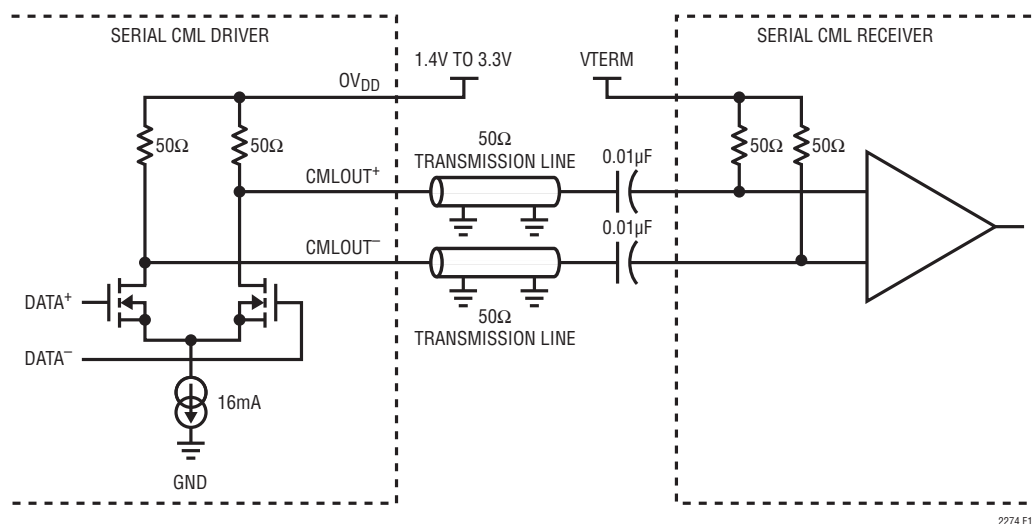 SERIAL CML DRIVER
SERIAL CML RECEIVER
1.4V TO 3.3V
VTERM
OVDD
50Ω
50Ω
50Ω
TRANSMISSION LINE
0.01µF
50Ω
50Ω
CMLOUT+
CMLOUT–
0.01µF
DATA+
50Ω
TRANSMISSION LINE
DATA–
16mA
GND
2274 F1